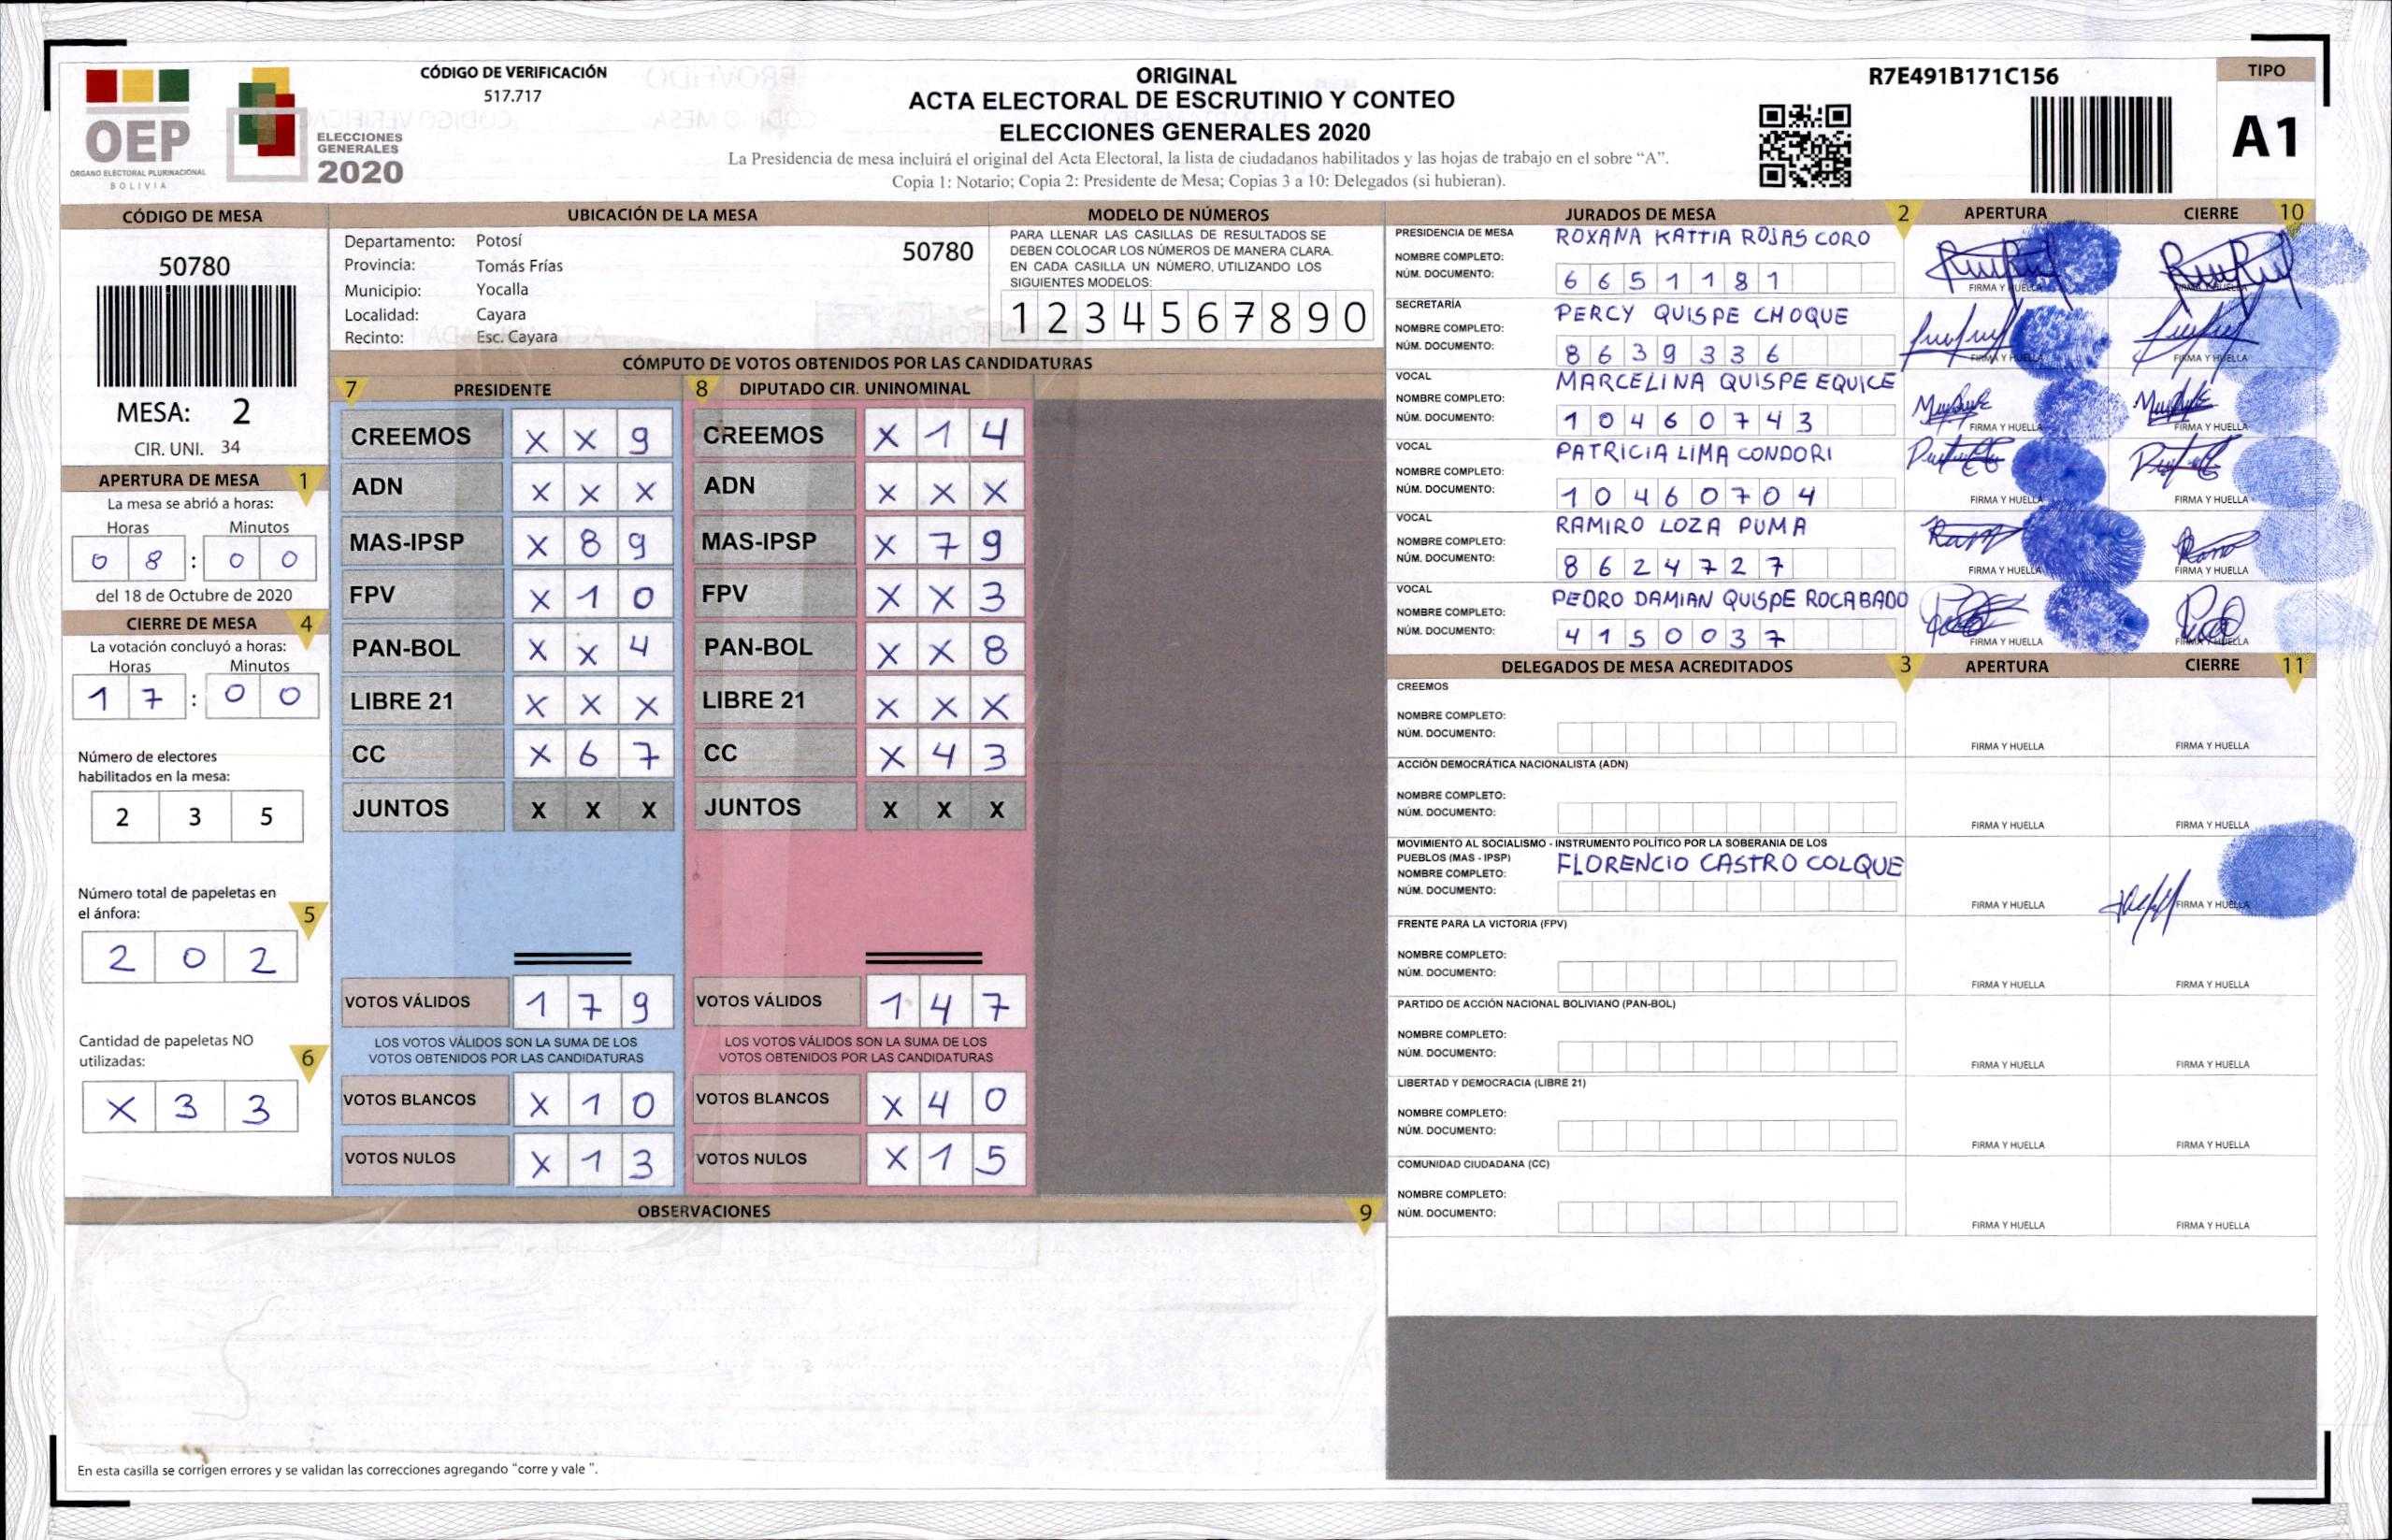 CÓDIGO DE VERIFICACIÓN
517.717
OEP
ÓRGANO ELECTORAL PLURINACIONAL
BOLIVIA
ELECCIONES
GENERALES
2020
ORIGINAL
ACTA ELECTORAL DE ESCRUTINIO Y CONTEO
ELECCIONES GENERALES 2020
La Presidencia de mesa incluirá el original del Acta Electoral, la lista de ciudadanos habilitados y las hojas de trabajo en el sobre “A”.
Copia 1: Notario; Copia 2: Presidente de Mesa; Copias 3 a 10: Delegados (si hubieran).
R7E491B171C156
TIPO
A1
CÓDIGO DE MESA
50780
MESA: 2
CIR. UNI. 34
APERTURA DE MESA 1
La mesa se abrió a horas:
Horas Minutos
0 8 : 0 0
del 18 de Octubre de 2020
CIERRE DE MESA 4
La votación concluyó a horas:
Horas Minutos
1 7 : 0 0
Número de electores
habilitados en la mesa:
2 3 5
Número total de papeletas en
el ánfora: 5
2 0 2
Cantidad de papeletas NO
utilizadas: 6
X 3 3
UBICACIÓN DE LA MESA
Departamento: Potosí 50780
Provincia: Tomás Frías
Municipio: Yocalla
Localidad: Cayara
Recinto: Esc. Cayara
MODELO DE NÚMEROS
PARA LLENAR LAS CASILLAS DE RESULTADOS SE
DEBEN COLOCAR LOS NÚMEROS DE MANERA CLARA.
EN CADA CASILLA UN NÚMERO, UTILIZANDO LOS
SIGUIENTES MODELOS:
1 2 3 4 5 6 7 8 9 0
CÓMPUTO DE VOTOS OBTENIDOS POR LAS CANDIDATURAS
7 PRESIDENTE
CREEMOS X X 9
ADN X X X
MAS-IPSP X 8 9
FPV X 1 0
PAN-BOL X X 4
LIBRE 21 X X X
CC X 6 7
JUNTOS X X X
VOTOS VÁLIDOS 1 7 9
LOS VOTOS VÁLIDOS SON LA SUMA DE LOS
VOTOS OBTENIDOS POR LAS CANDIDATURAS
VOTOS BLANCOS X 1 0
VOTOS NULOS X 1 3
8 DIPUTADO CIR. UNINOMINAL
CREEMOS X 1 4
ADN X X X
MAS-IPSP X 7 9
FPV X X 3
PAN-BOL X X 8
LIBRE 21 X X X
CC X 4 3
JUNTOS X X X
VOTOS VÁLIDOS 1 4 7
LOS VOTOS VÁLIDOS SON LA SUMA DE LOS
VOTOS OBTENIDOS POR LAS CANDIDATURAS
VOTOS BLANCOS X 4 0
VOTOS NULOS X 1 5
OBSERVACIONES 9
En esta casilla se corrigen errores y se validan las correcciones agregando “corre y vale ”.
JURADOS DE MESA 2 APERTURA CIERRE 10
PRESIDENCIA DE MESA ROXANA KATTIA ROJAS CORO
NOMBRE COMPLETO:
NÚM. DOCUMENTO: 6 6 5 1 1 8 1 FIRMA Y HUELLA FIRMA Y HUELLA
SECRETARÍA PERCY QUISPE CHOQUE
NOMBRE COMPLETO:
NÚM. DOCUMENTO: 8 6 3 9 3 3 6 FIRMA Y HUELLA FIRMA Y HUELLA
VOCAL MARCELINA QUISPE EQUICE
NOMBRE COMPLETO:
NÚM. DOCUMENTO: 1 0 4 6 0 7 4 3 FIRMA Y HUELLA FIRMA Y HUELLA
VOCAL PATRICIA LIMA CONDORI
NOMBRE COMPLETO:
NÚM. DOCUMENTO: 1 0 4 6 0 7 0 4 FIRMA Y HUELLA FIRMA Y HUELLA
VOCAL RAMIRO LOZA PUMA
NOMBRE COMPLETO:
NÚM. DOCUMENTO: 8 6 2 4 7 2 7 FIRMA Y HUELLA FIRMA Y HUELLA
VOCAL PEDRO DAMIAN QUISPE ROCABADO
NOMBRE COMPLETO:
NÚM. DOCUMENTO: 4 1 5 0 0 3 7 FIRMA Y HUELLA FIRMA Y HUELLA
DELEGADOS DE MESA ACREDITADOS 3 APERTURA CIERRE 11
CREEMOS
NOMBRE COMPLETO:
NÚM. DOCUMENTO: FIRMA Y HUELLA FIRMA Y HUELLA
ACCIÓN DEMOCRÁTICA NACIONALISTA (ADN)
NOMBRE COMPLETO:
NÚM. DOCUMENTO: FIRMA Y HUELLA FIRMA Y HUELLA
MOVIMIENTO AL SOCIALISMO - INSTRUMENTO POLÍTICO POR LA SOBERANIA DE LOS
PUEBLOS (MAS - IPSP) FLORENCIO CASTRO COLQUE
NOMBRE COMPLETO:
NÚM. DOCUMENTO: FIRMA Y HUELLA FIRMA Y HUELLA
FRENTE PARA LA VICTORIA (FPV)
NOMBRE COMPLETO:
NÚM. DOCUMENTO: FIRMA Y HUELLA FIRMA Y HUELLA
PARTIDO DE ACCIÓN NACIONAL BOLIVIANO (PAN-BOL)
NOMBRE COMPLETO:
NÚM. DOCUMENTO: FIRMA Y HUELLA FIRMA Y HUELLA
LIBERTAD Y DEMOCRACIA (LIBRE 21)
NOMBRE COMPLETO:
NÚM. DOCUMENTO: FIRMA Y HUELLA FIRMA Y HUELLA
COMUNIDAD CIUDADANA (CC)
NOMBRE COMPLETO:
NÚM. DOCUMENTO: FIRMA Y HUELLA FIRMA Y HUELLA